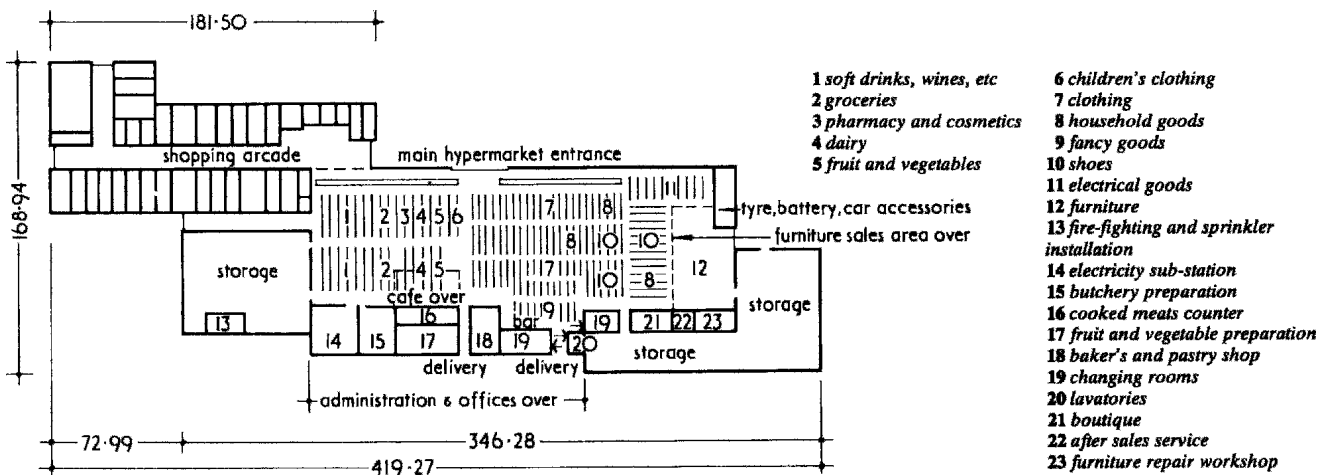 181·50
168·94
shopping arcade
main hypermarket entrance
1 2 3 4 5 6 7 8 11
tyre, battery, car accessories
furniture sales area over
8 10 10
storage
2 4 5 7 10 8 12
cafe over
storage
13
16
19
bar
19 21 22 23
14 15 17 18 19 20
storage
delivery
delivery
administration & offices over
72·99
346·28
419·27
1 soft drinks, wines, etc
2 groceries
3 pharmacy and cosmetics
4 dairy
5 fruit and vegetables
6 children's clothing
7 clothing
8 household goods
9 fancy goods
10 shoes
11 electrical goods
12 furniture
13 fire-fighting and sprinkler
installation
14 electricity sub-station
15 butchery preparation
16 cooked meats counter
17 fruit and vegetable preparation
18 baker's and pastry shop
19 changing rooms
20 lavatories
21 boutique
22 after sales service
23 furniture repair workshop